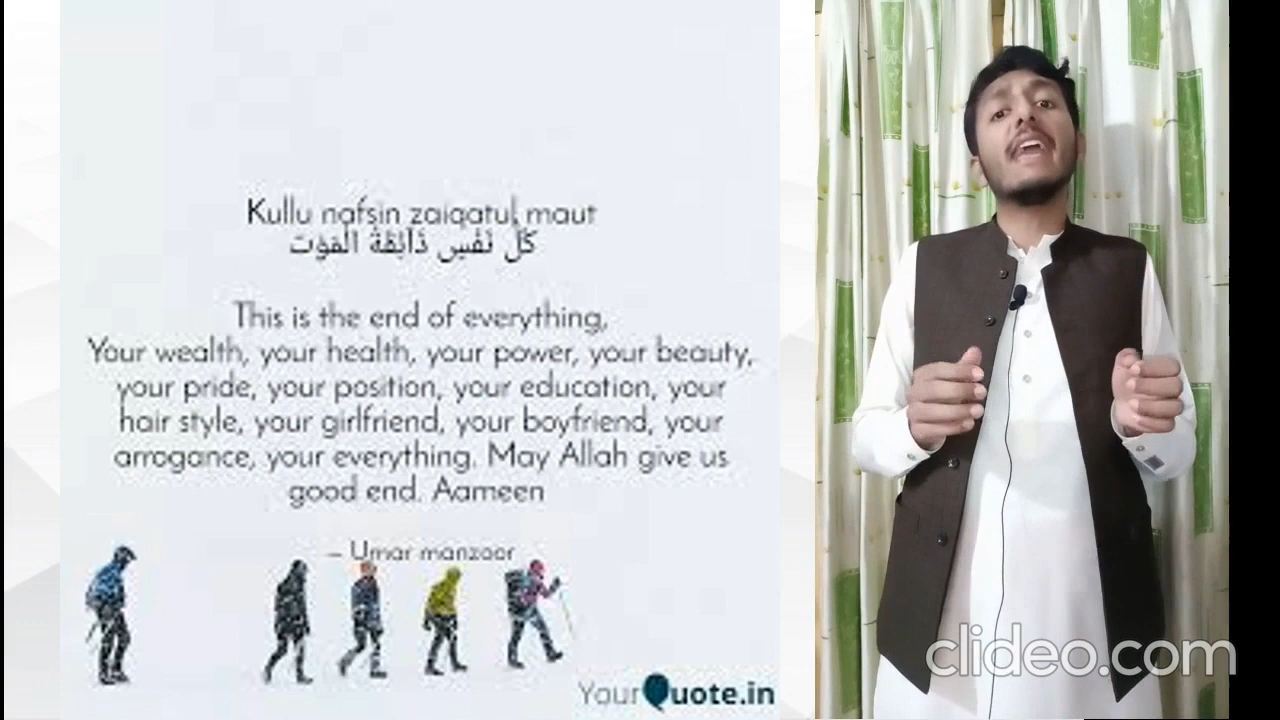 Kullu nafsin zaiqatul maut
كُلُّ نَفْسٍ ذَآئِقَةُ الْمَوْتِ
This is the end of everything,
Your wealth, your health, your power, your beauty,
your pride, your position, your education, your
hair style, your girlfriend, your boyfriend, your
arrogance, your everything. May Allah give us
good end. Aameen
– Umar manzoor
YourQuote.in
clideo.com